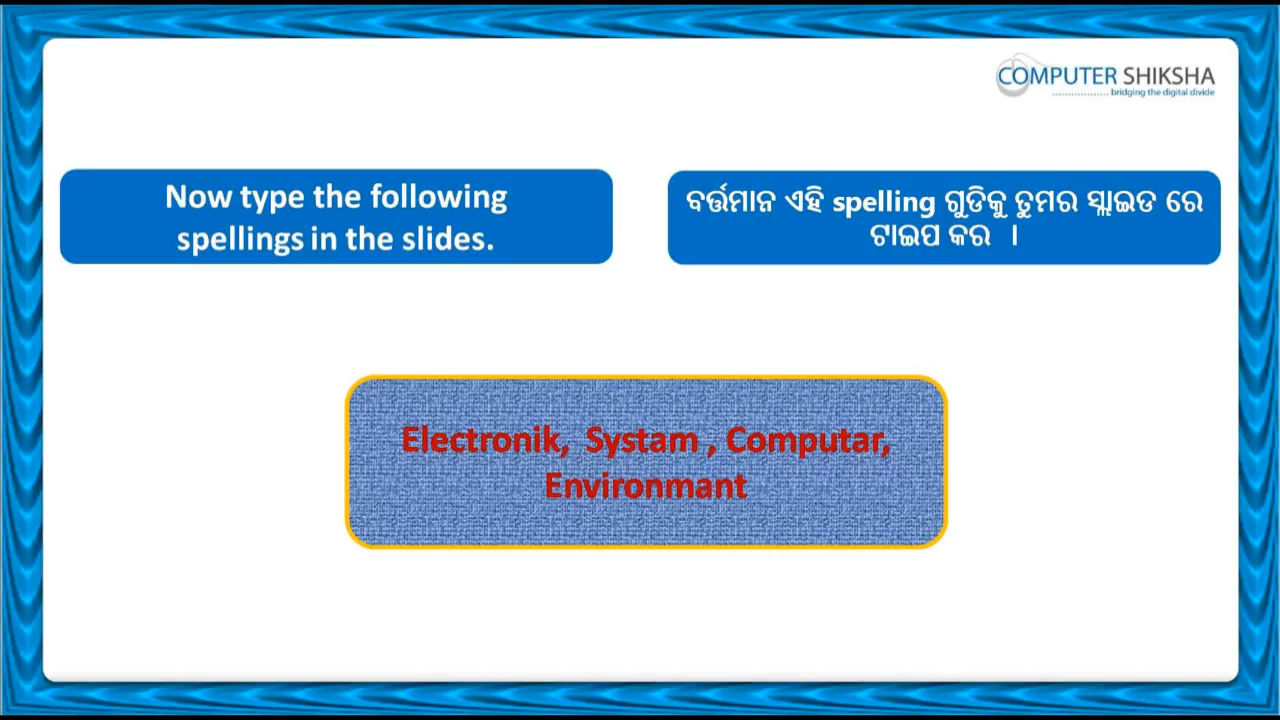 COMPUTER SHIKSHA
bridging the digital divide
Now type the following
spellings in the slides.
ବର୍ତ୍ତମାନ ଏହି spelling ଗୁଡିକୁ ତୁମର ସ୍ଲାଇଡ ରେ
ଟାଇପ କର ।
Electronik, Systam , Computar,
Environmant